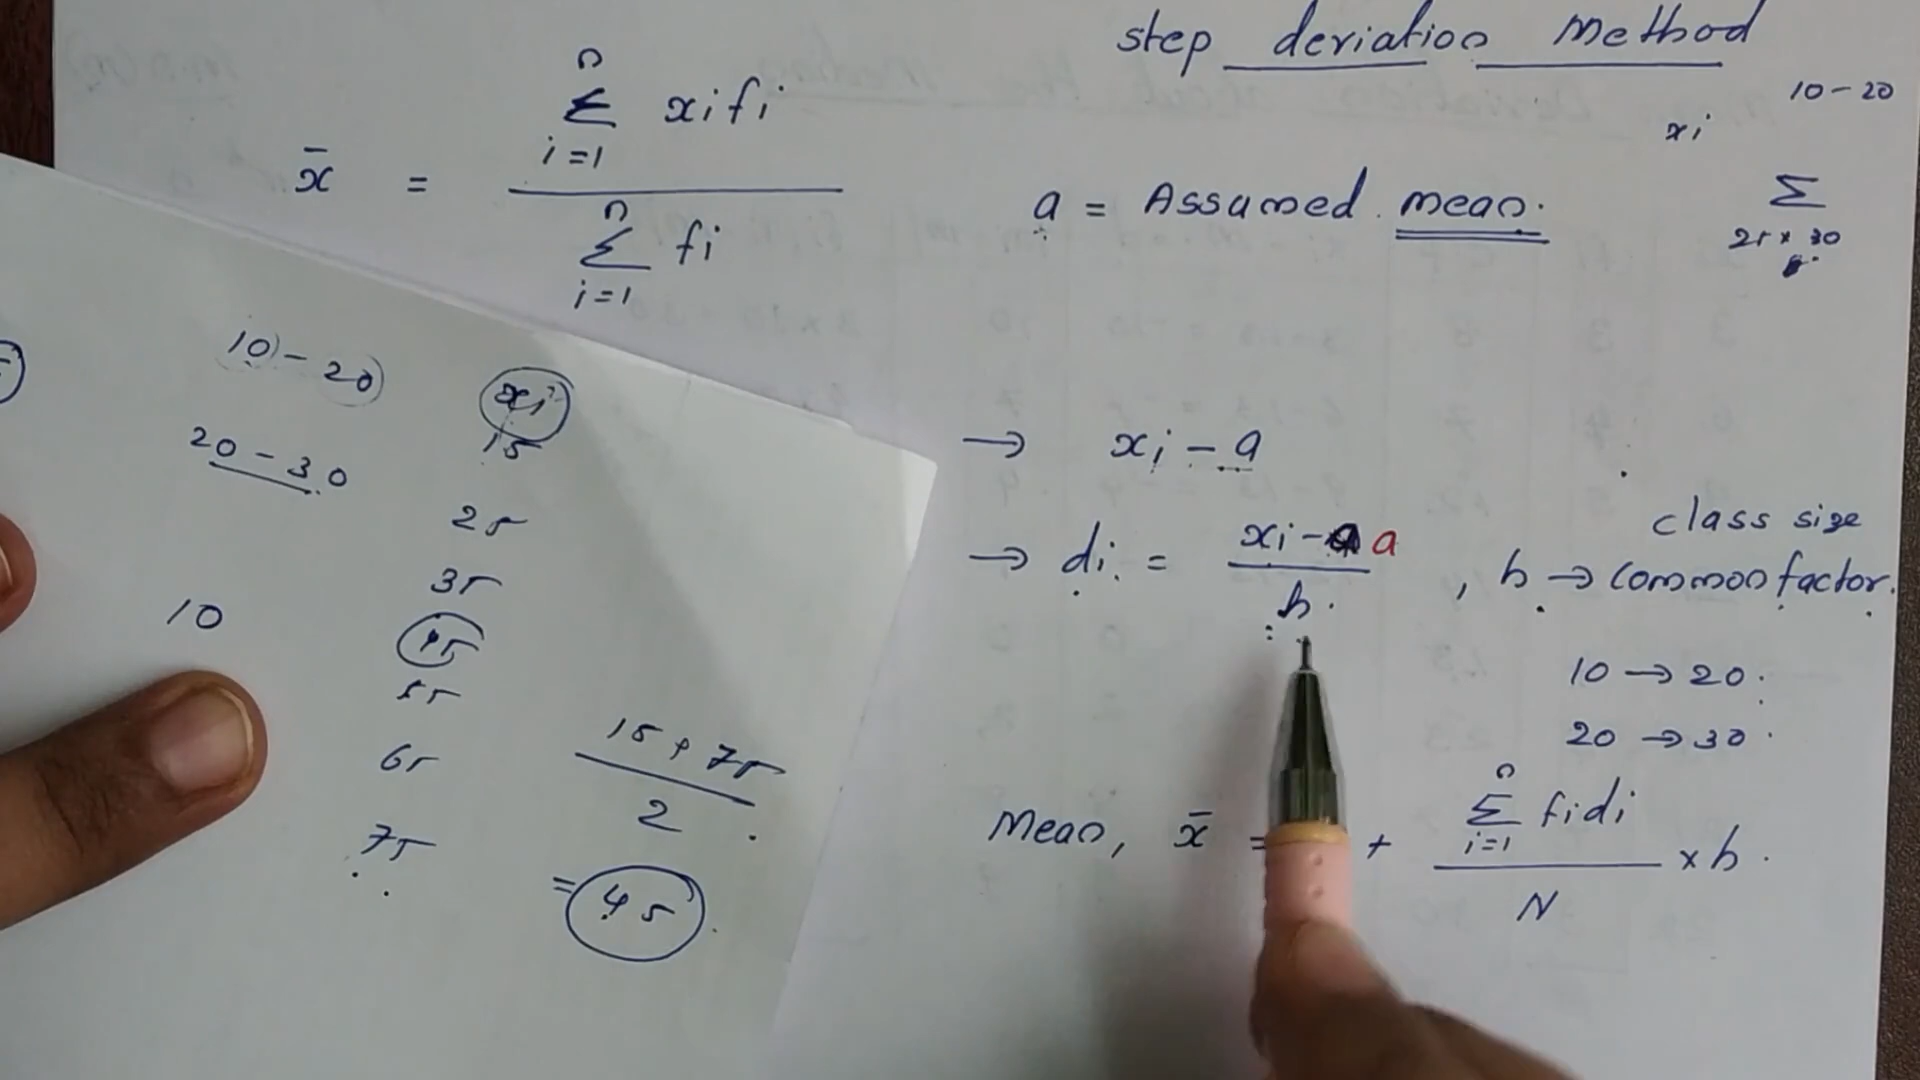 step deviation Method
10 - 20
xi
x̄ = n Σ i=1 xifi / n Σ i=1 fi
a = Assumed mean.
Σ
25 x 30
10 - 20 xi
15
20 - 30
25
35
10
45
55
65
75
15 + 75 / 2
= 45
→ xi - a
class size
→ di = xi - a / h , h → Common factor.
10 → 20
20 → 30
Mean, x̄ = + n Σ i=1 fidi / N x h .